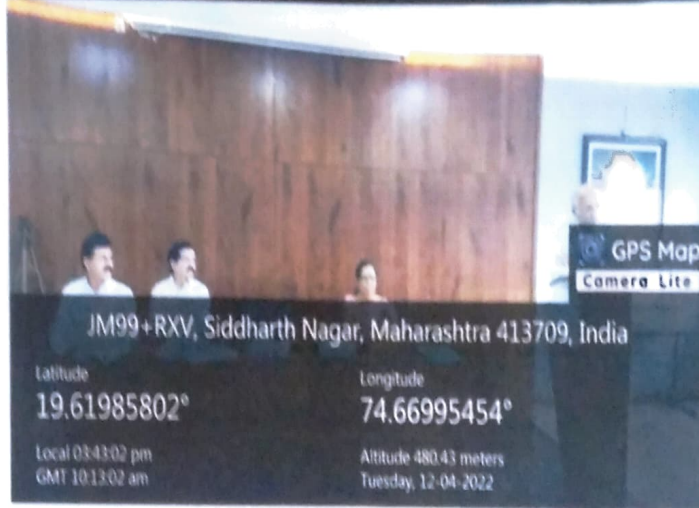 GPS Map
Camera Lite
JM99+RXV, Siddharth Nagar, Maharashtra 413709, India
Latitude
19.61985802°
Longitude
74.66995454°
Local 03:43:02 pm
GMT 10:13:02 am
Altitude 480.43 meters
Tuesday, 12-04-2022